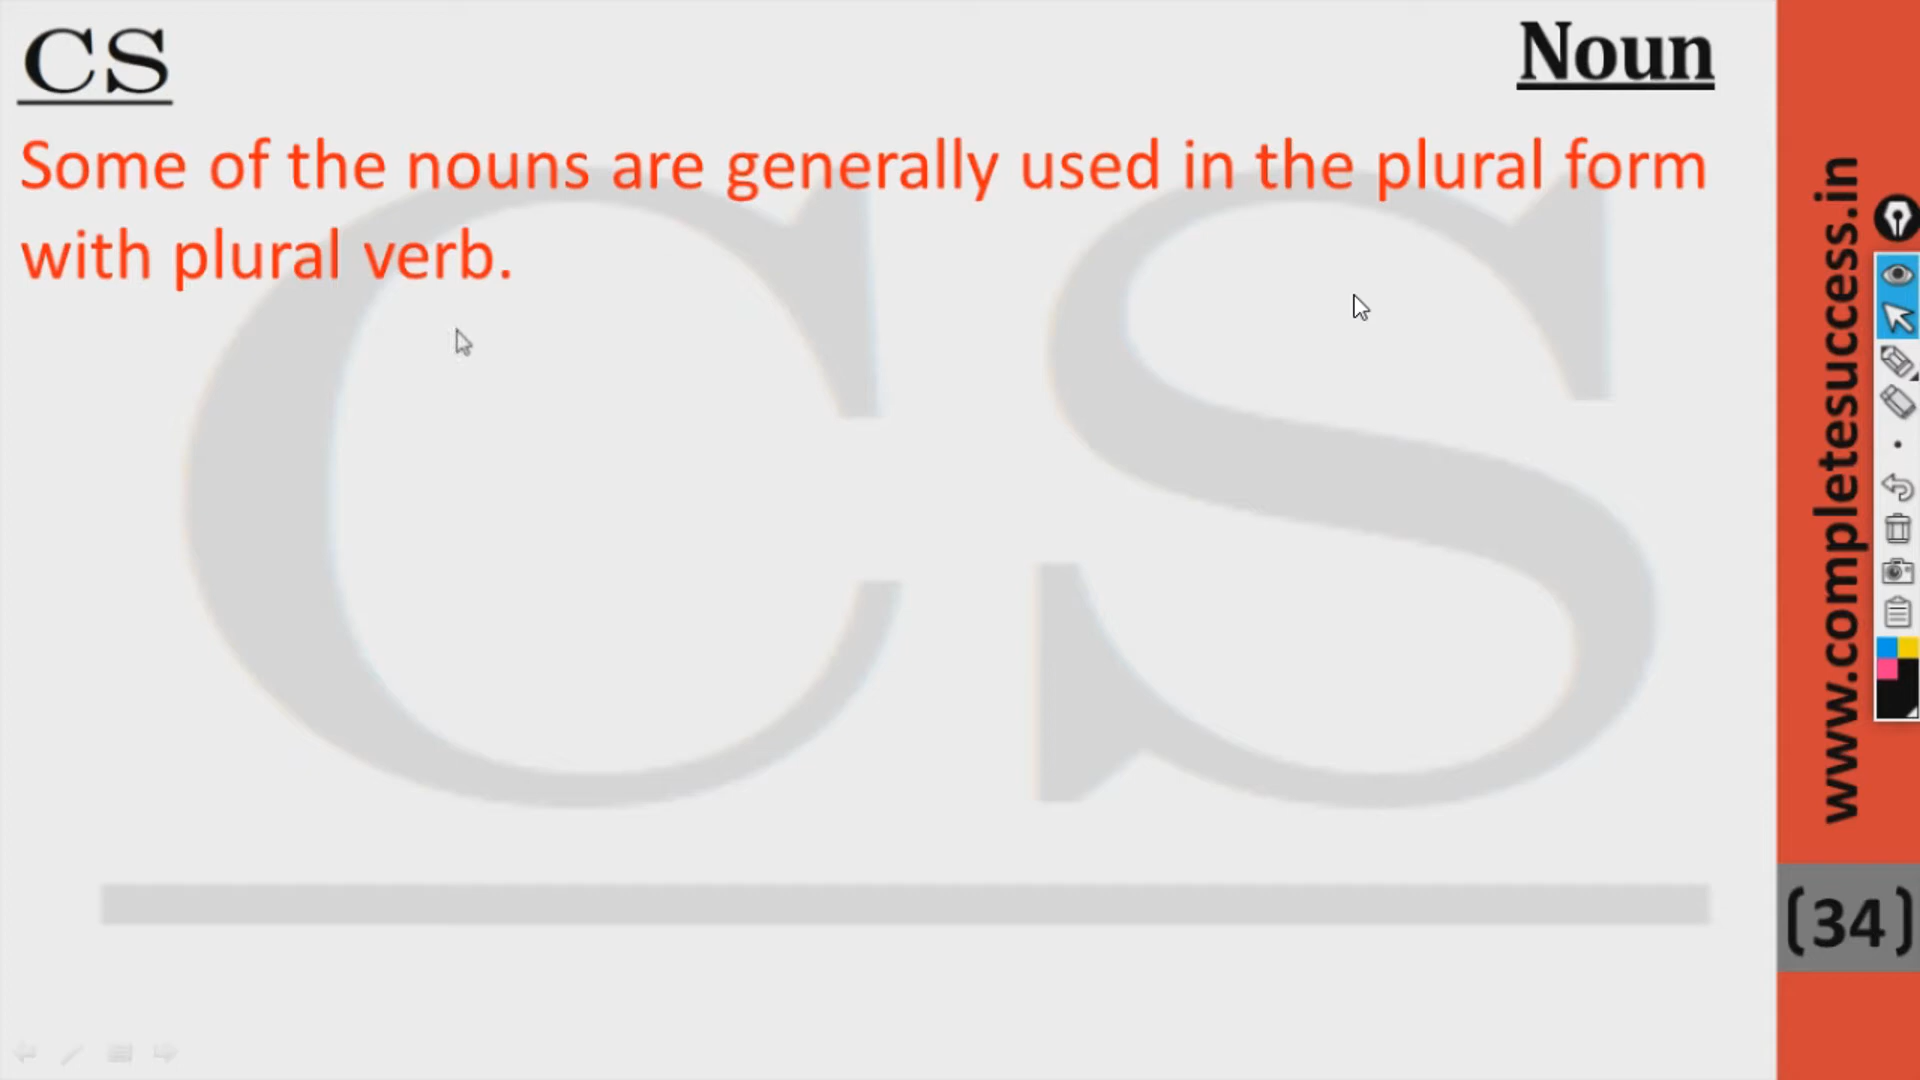 CS
Noun
Some of the nouns are generally used in the plural form
with plural verb.
CS
www.completesuccess.in
(34)